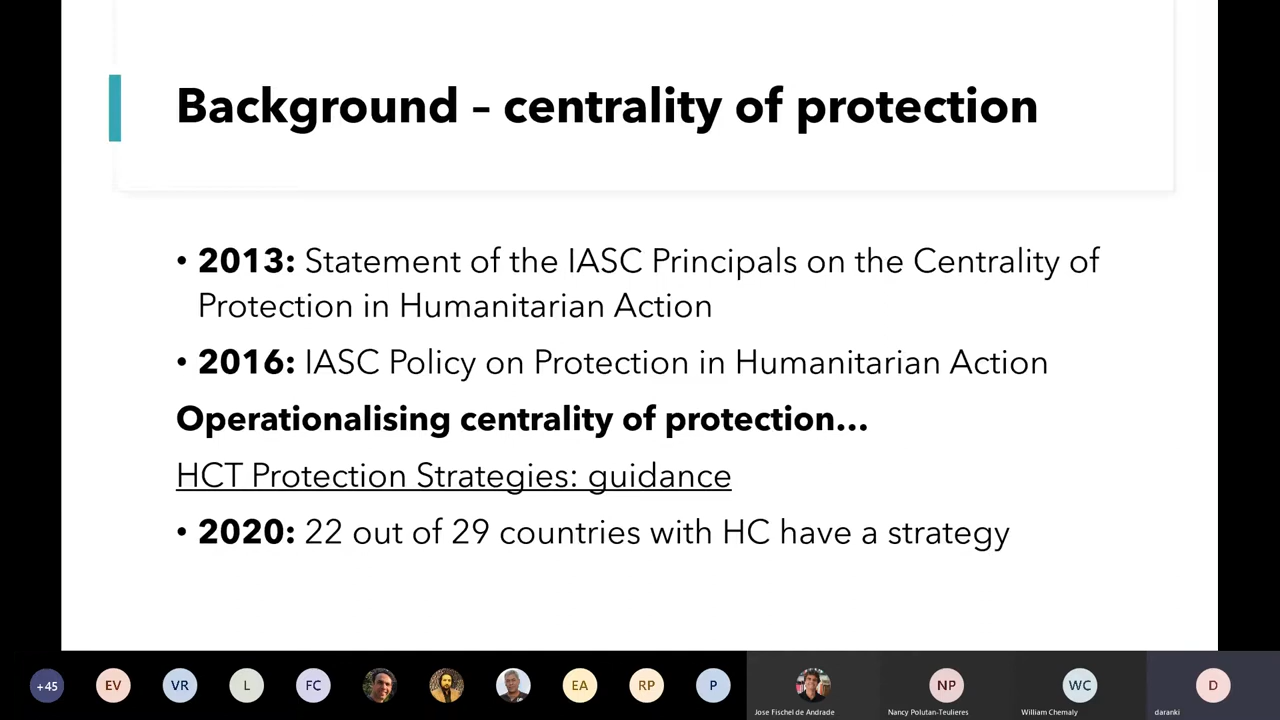 Background – centrality of protection
• 2013: Statement of the IASC Principals on the Centrality of
Protection in Humanitarian Action
• 2016: IASC Policy on Protection in Humanitarian Action
Operationalising centrality of protection...
HCT Protection Strategies: guidance
• 2020: 22 out of 29 countries with HC have a strategy
+45 EV VR L FC EA RP P NP WC D
Jose Fischel de Andrade Nancy Polutan-Teulieres William Chemaly daranki